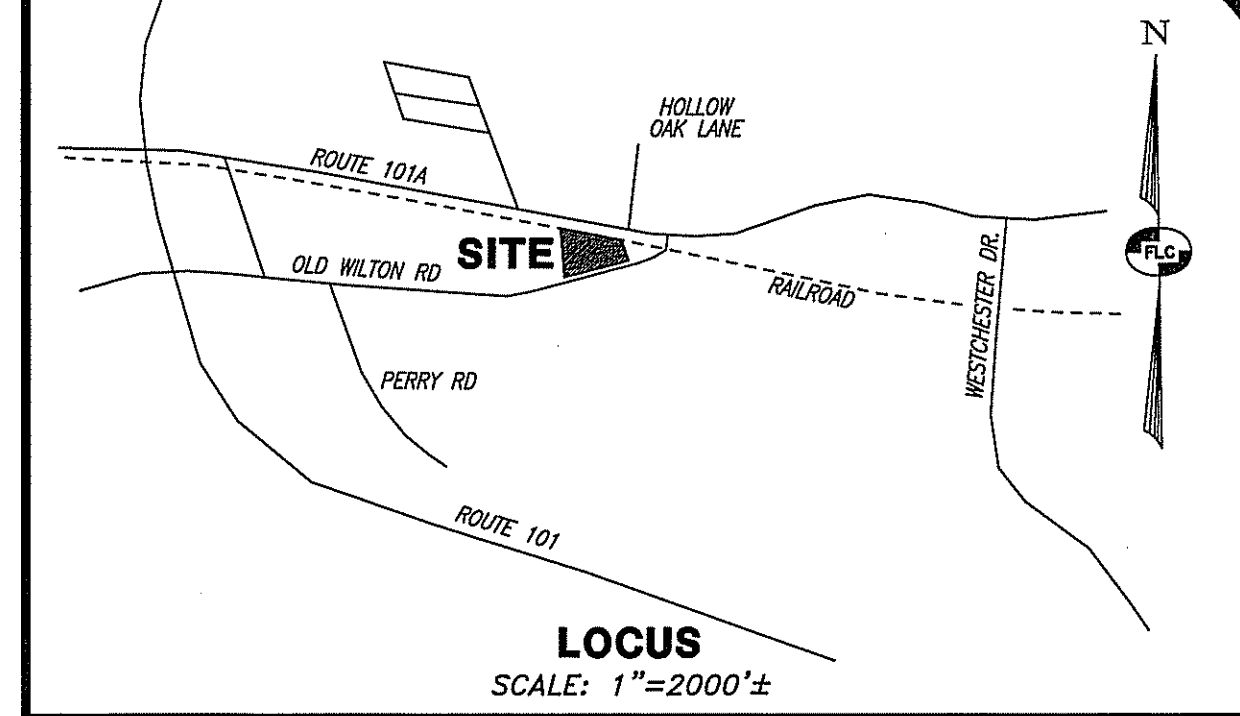 N
HOLLOW
OAK LANE
ROUTE 101A
SITE
OLD WILTON RD
FLC
RAILROAD
WESTCHESTER DR.
PERRY RD
ROUTE 101
LOCUS
SCALE: 1"=2000'±